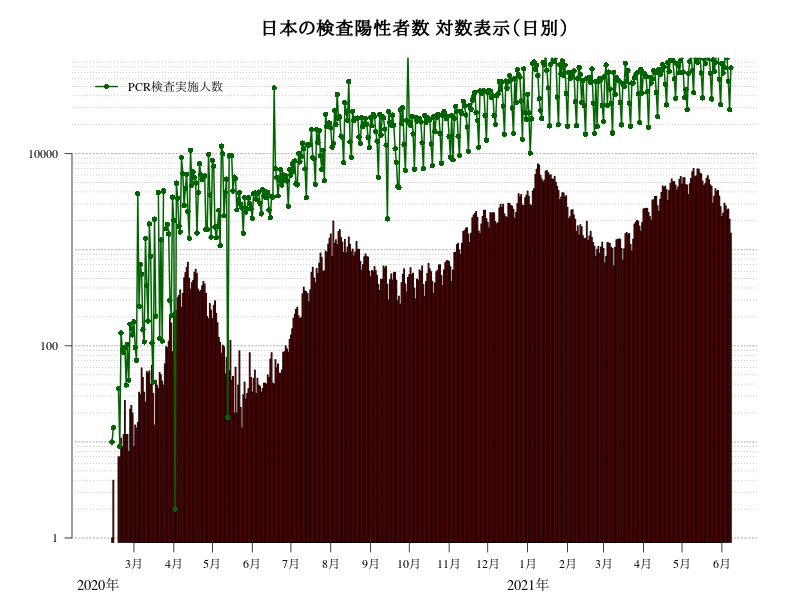 日本の検査陽性者数 対数表示（日別）
PCR検査実施人数
10000
100
1
3月 4月 5月 6月 7月 8月 9月 10月 11月 12月 1月 2月 3月 4月 5月 6月
2020年 2021年